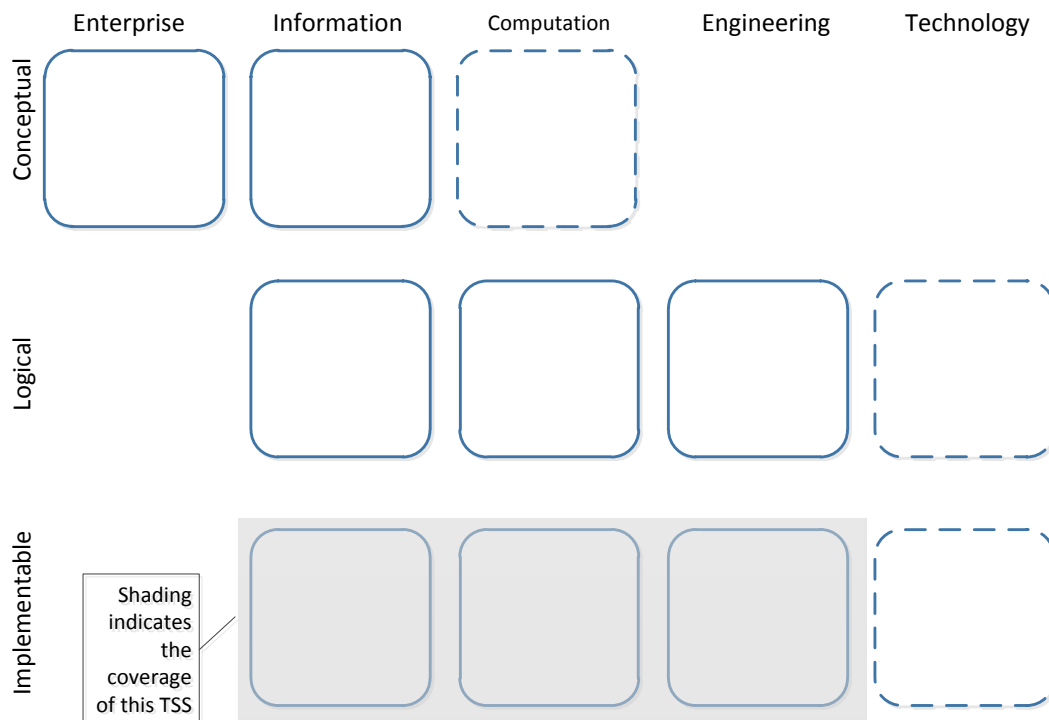 Enterprise
Information
Computation
Engineering
Technology
Conceptual
Logical
Implementable
Shading
indicates
the
coverage
of this TSS